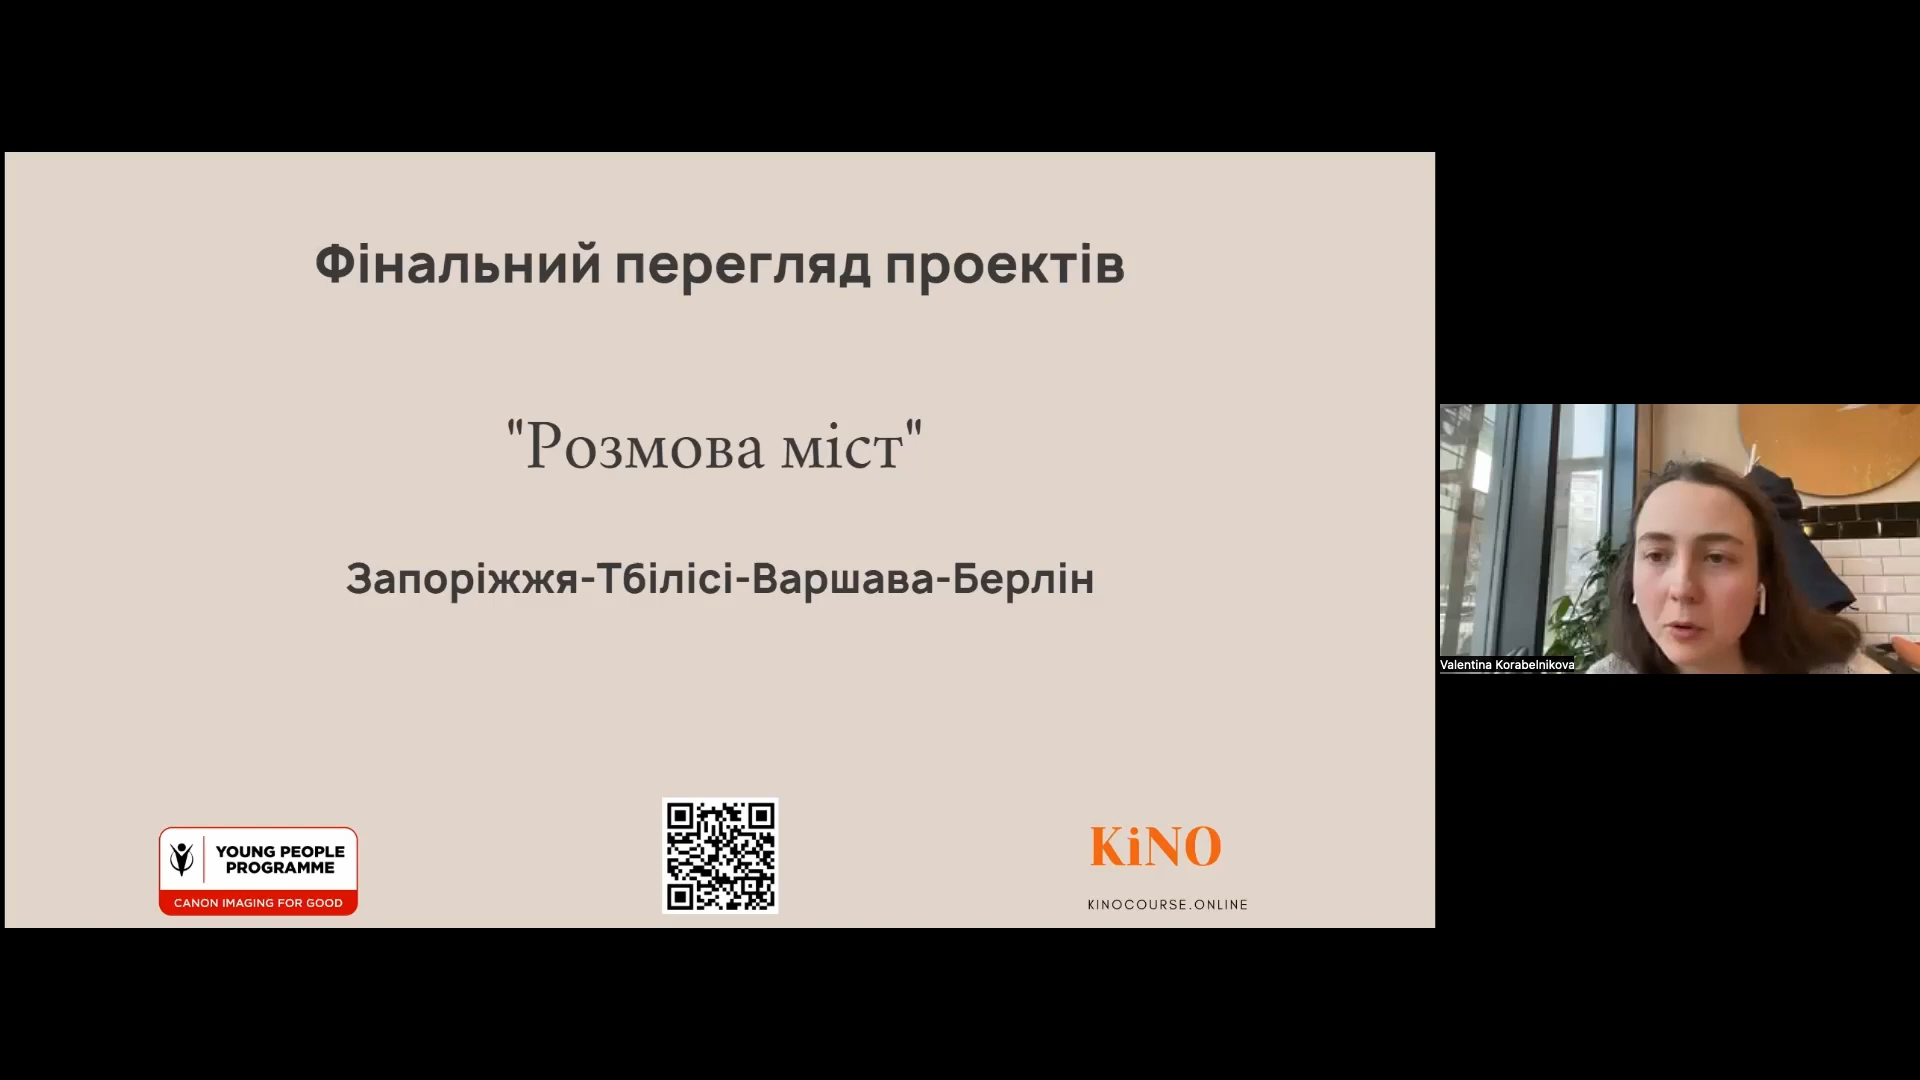 Фінальний перегляд проектів
"Розмова міст"
Запоріжжя-Тбілісі-Варшава-Берлін
YOUNG PEOPLE
PROGRAMME
CANON IMAGING FOR GOOD
KiNO
KINOCOURSE.ONLINE
Valentina Korabelnikova